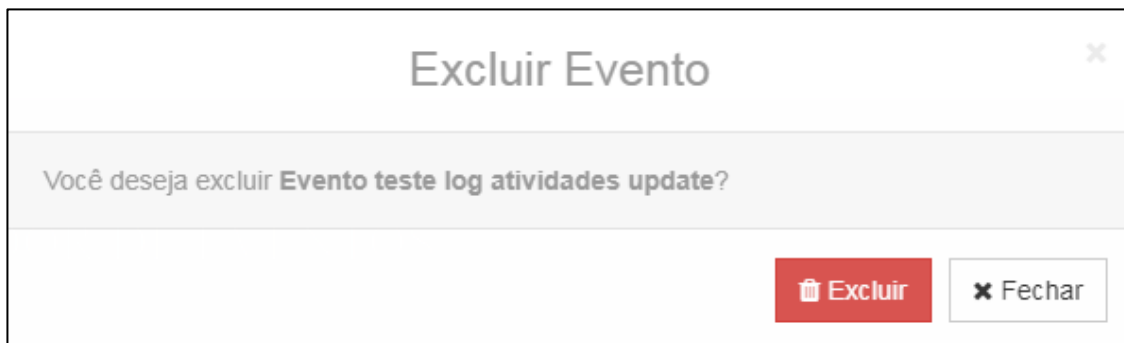 Excluir Evento
Você deseja excluir Evento teste log atividades update?
Excluir
Fechar